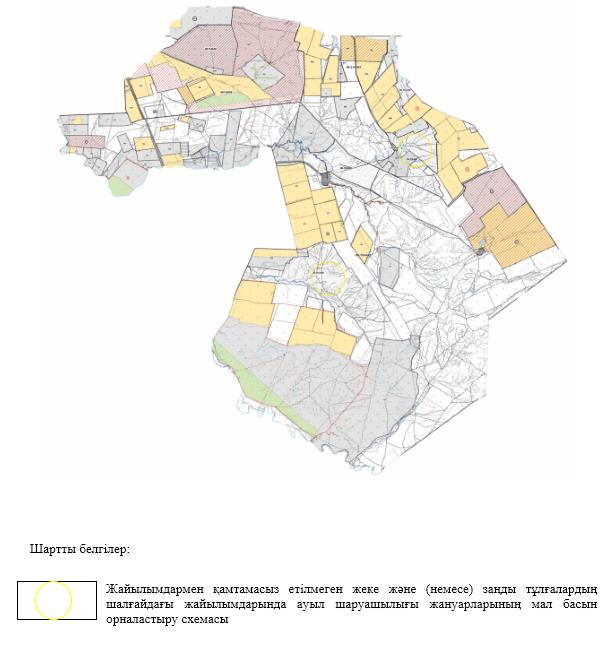 Шартты белгілер:
Жайылымдармен қамтамасыз етілмеген жеке және (немесе) заңды тұлғалардың
шалғайдағы жайылымдарында ауыл шаруашылығы жануарларының мал басын
орналастыру схемасы